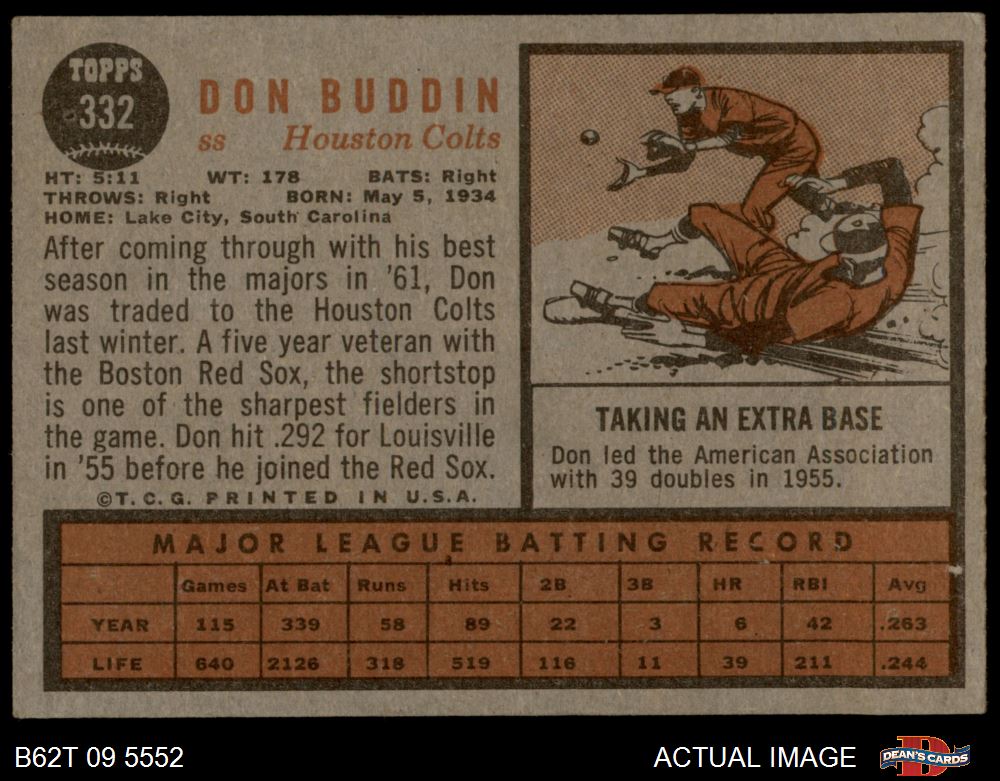 TOPPS
332
DON BUDDIN
ss Houston Colts
HT: 5:11 WT: 178 BATS: Right
THROWS: Right BORN: May 5, 1934
HOME: Lake City, South Carolina
After coming through with his best
season in the majors in '61, Don
was traded to the Houston Colts
last winter. A five year veteran with
the Boston Red Sox, the shortstop
is one of the sharpest fielders in
the game. Don hit .292 for Louisville
in '55 before he joined the Red Sox.
©T.C.G. PRINTED IN U.S.A.
TAKING AN EXTRA BASE
Don led the American Association
with 39 doubles in 1955.
MAJOR LEAGUE BATTING RECORD
Games At Bat Runs Hits 2B 3B HR RBI Avg
YEAR 115 339 58 89 22 3 6 42 .263
LIFE 640 2126 318 519 116 11 39 211 .244
B62T 09 5552 ACTUAL IMAGE DEAN'S CARDS